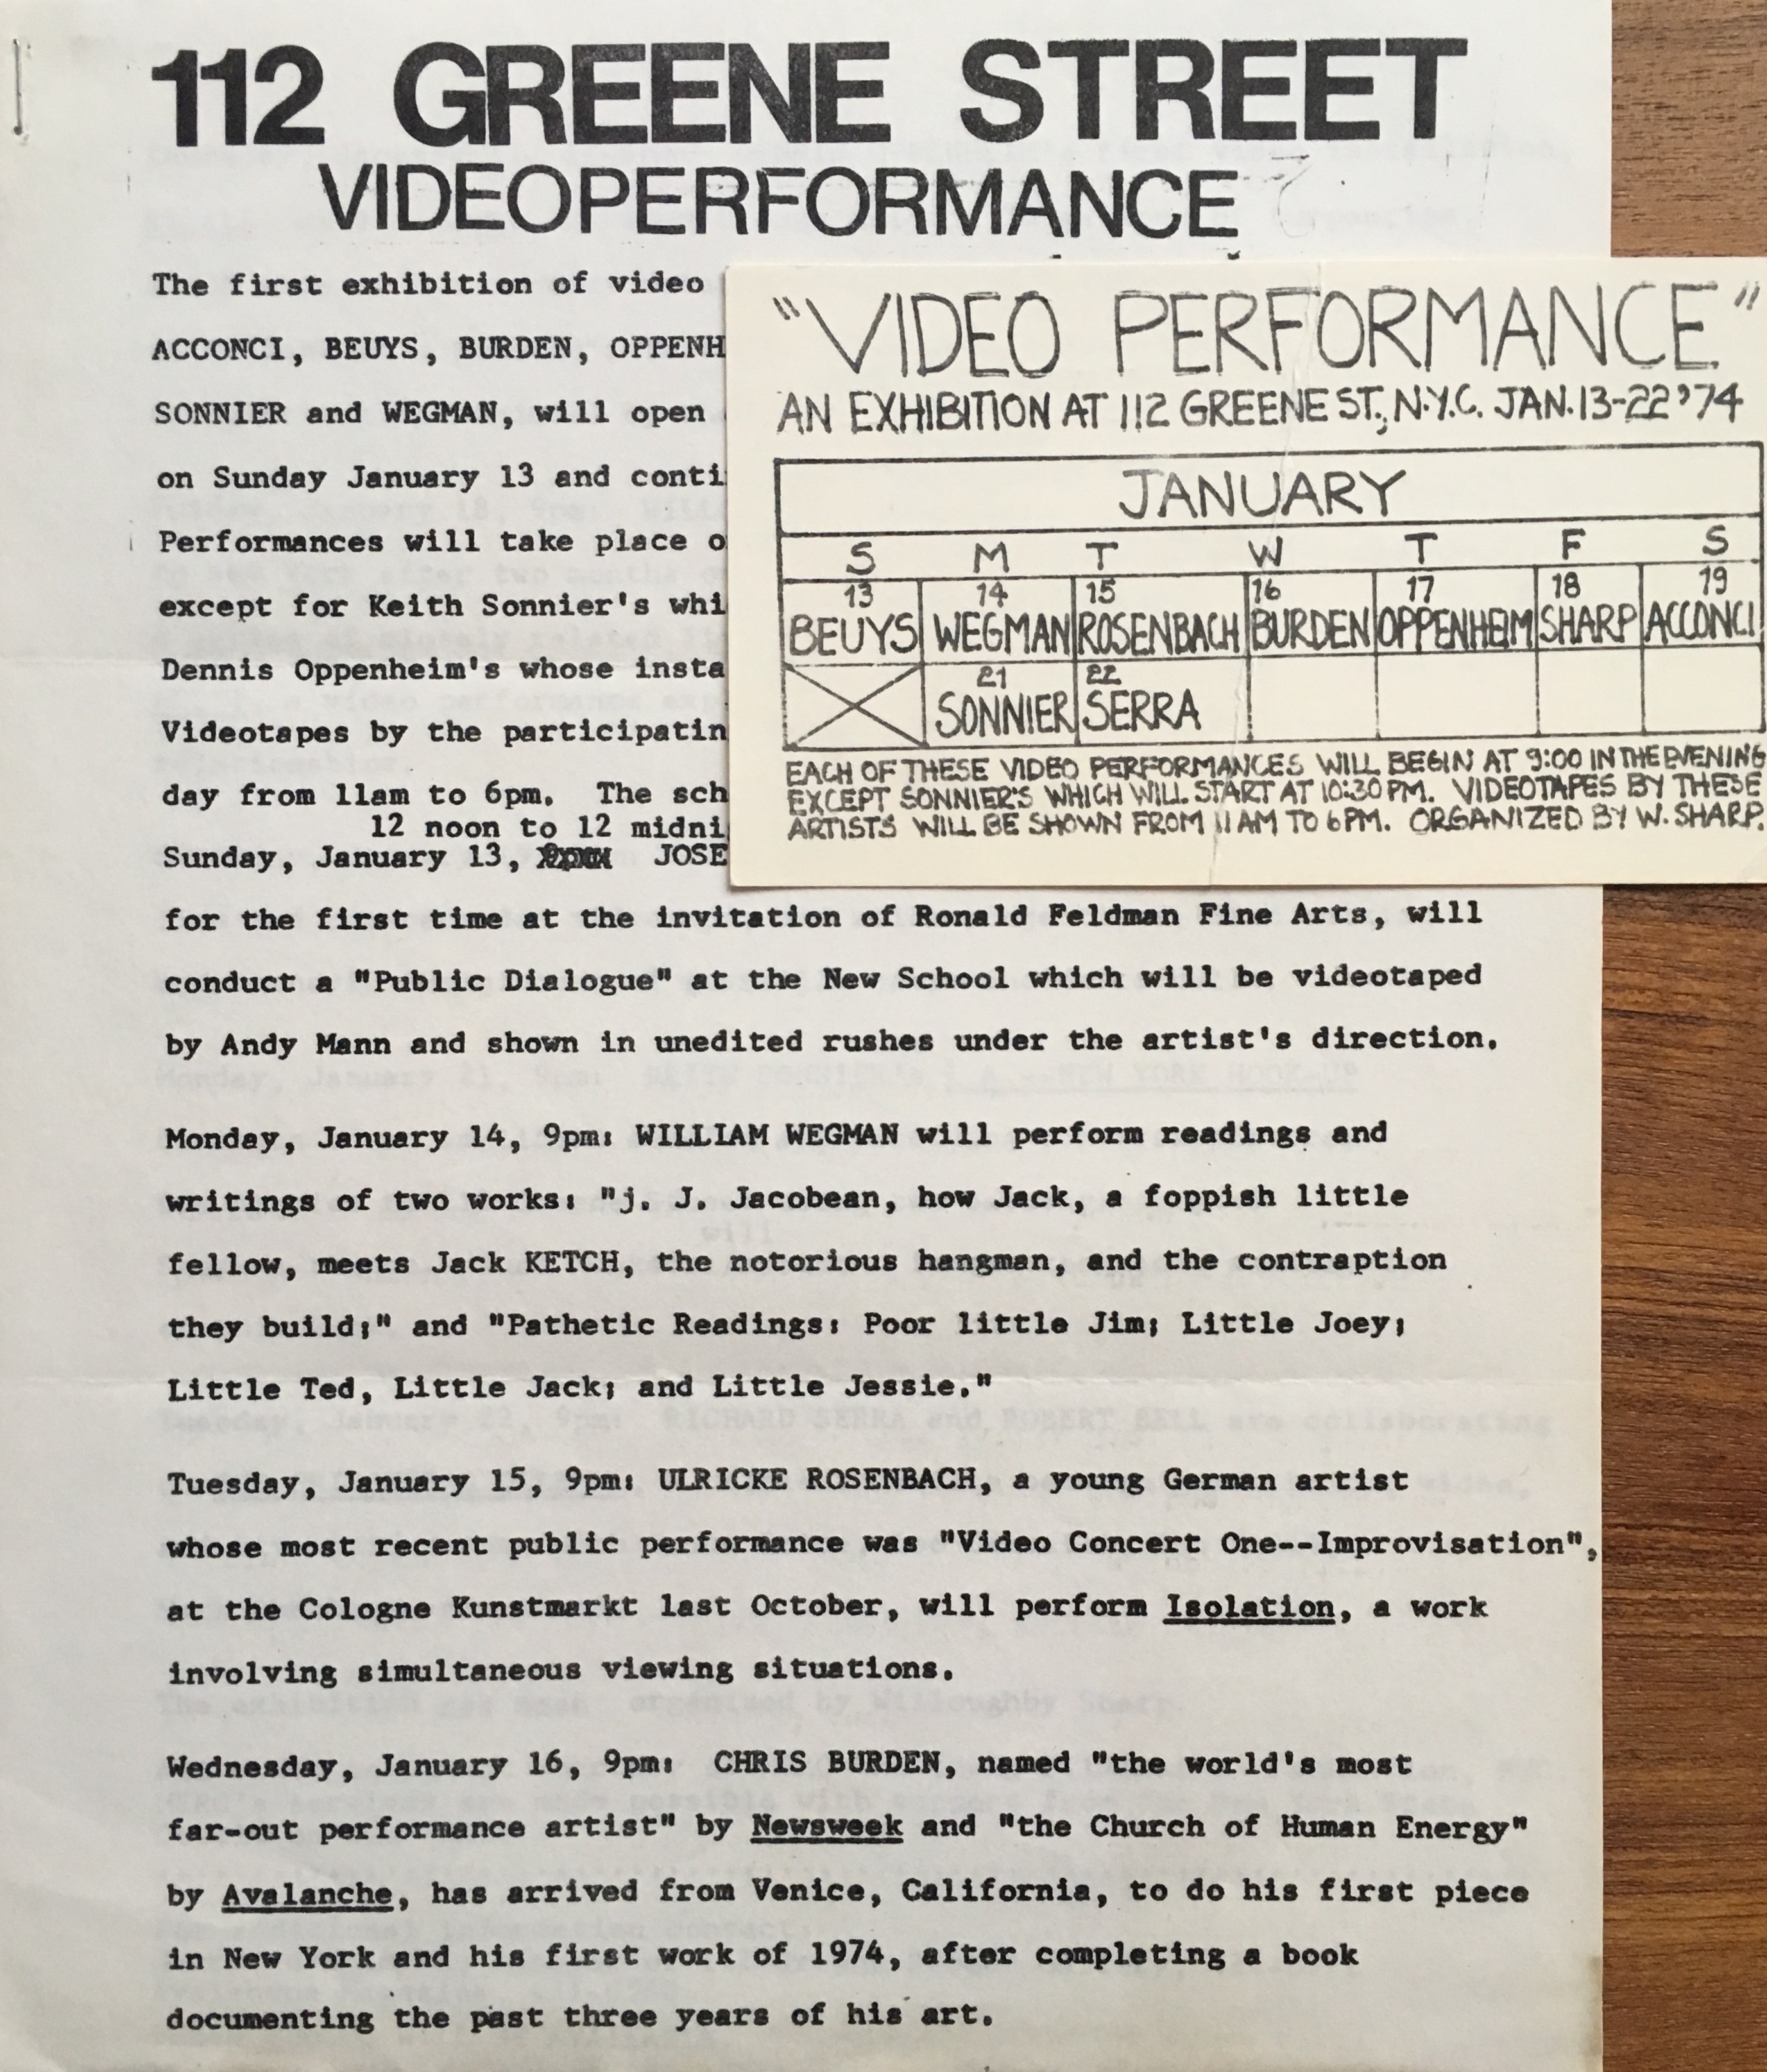 112 GREENE STREET
VIDEOPERFORMANCE
The first exhibition of video
ACCONCI, BEUYS, BURDEN, OPPENH
SONNIER and WEGMAN, will open
on Sunday January 13 and conti
Performances will take place o
except for Keith Sonnier's whi
Dennis Oppenheim's whose insta
Videotapes by the participatin
day from 11am to 6pm. The sch
12 noon to 12 midni
Sunday, January 13, JOSE
for the first time at the invitation of Ronald Feldman Fine Arts, will
conduct a "Public Dialogue" at the New School which will be videotaped
by Andy Mann and shown in unedited rushes under the artist's direction.
Monday, January 14, 9pm: WILLIAM WEGMAN will perform readings and
writings of two works: "j. J. Jacobean, how Jack, a foppish little
fellow, meets Jack KETCH, the notorious hangman, and the contraption
they build;" and "Pathetic Readings: Poor little Jim; Little Joey;
Little Ted, Little Jack; and Little Jessie."
Tuesday, January 15, 9pm: ULRICKE ROSENBACH, a young German artist
whose most recent public performance was "Video Concert One--Improvisation",
at the Cologne Kunstmarkt last October, will perform Isolation, a work
involving simultaneous viewing situations.
Wednesday, January 16, 9pm: CHRIS BURDEN, named "the world's most
far-out performance artist" by Newsweek and "the Church of Human Energy"
by Avalanche, has arrived from Venice, California, to do his first piece
in New York and his first work of 1974, after completing a book
documenting the past three years of his art.
"VIDEO PERFORMANCE"
AN EXHIBITION AT 112 GREENE ST., N.Y.C. JAN. 13-22 '74
JANUARY
S M T W T F S
13 14 15 16 17 18 19
BEUYS WEGMAN ROSENBACH BURDEN OPPENHEIM SHARP ACCONCI
21 22
SONNIER SERRA
EACH OF THESE VIDEO PERFORMANCES WILL BEGIN AT 9:00 IN THE EVENING
EXCEPT SONNIER'S WHICH WILL START AT 10:30 PM. VIDEOTAPES BY THESE
ARTISTS WILL BE SHOWN FROM 11 AM TO 6 PM. ORGANIZED BY W. SHARP.